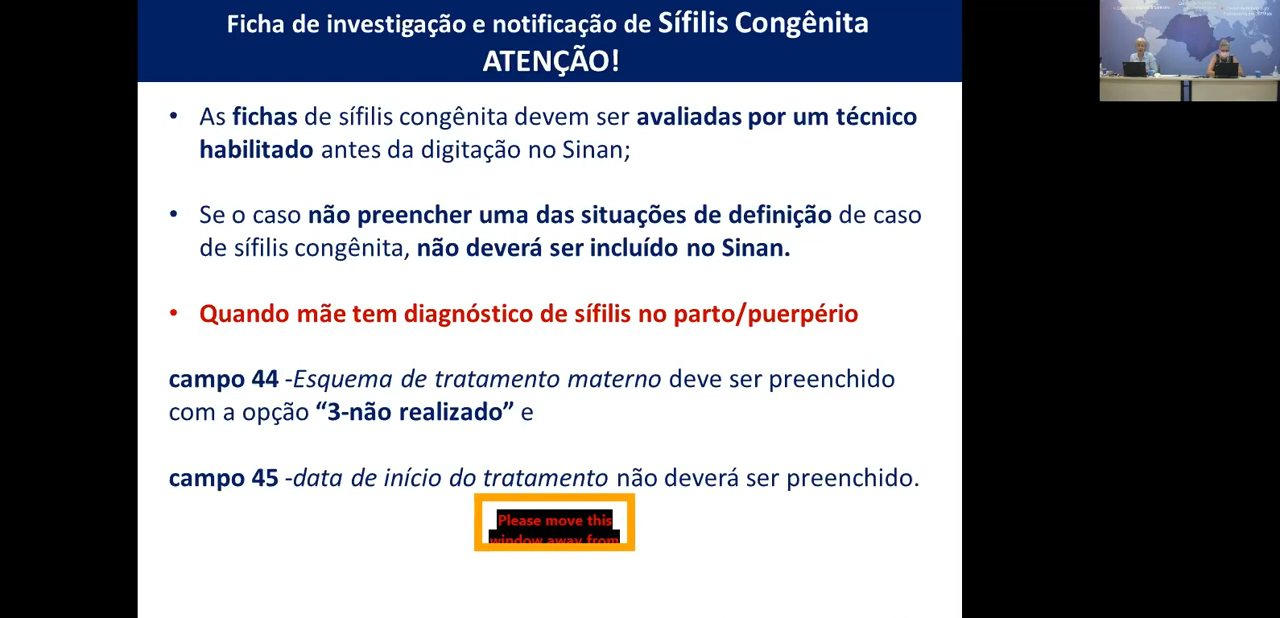 Ficha de investigação e notificação de Sífilis Congênita
ATENÇÃO!
• As fichas de sífilis congênita devem ser avaliadas por um técnico
habilitado antes da digitação no Sinan;
• Se o caso não preencher uma das situações de definição de caso
de sífilis congênita, não deverá ser incluído no Sinan.
• Quando mãe tem diagnóstico de sífilis no parto/puerpério
campo 44 -Esquema de tratamento materno deve ser preenchido
com a opção “3-não realizado” e
campo 45 -data de início do tratamento não deverá ser preenchido.
Please move this
window away from